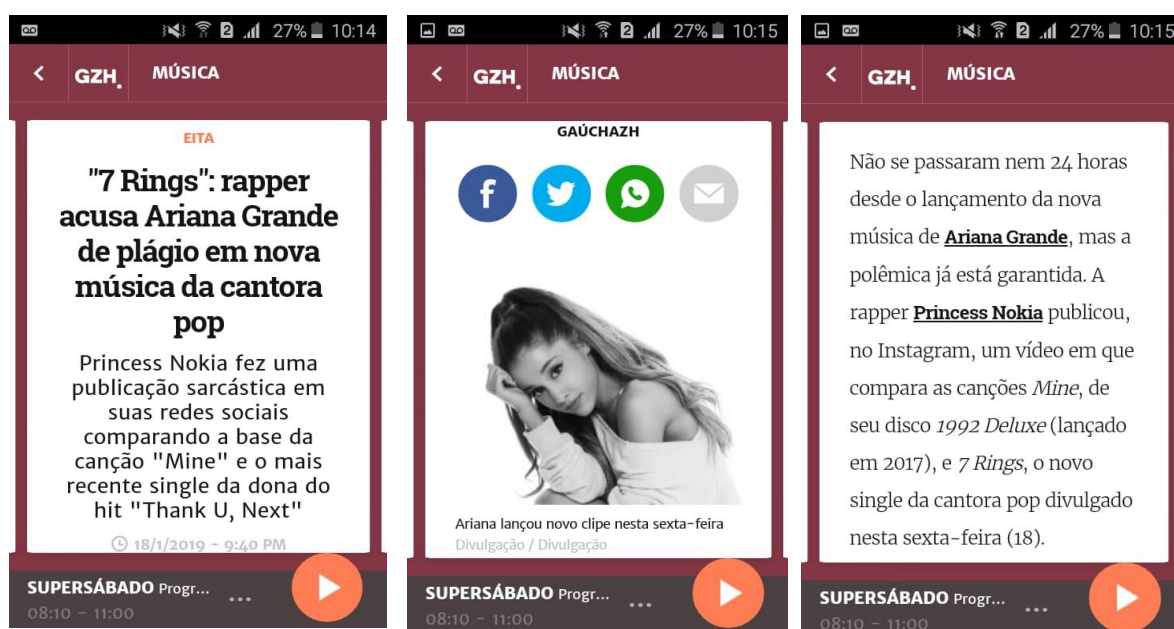 27% 10:14
GZH.
MÚSICA
EITA
"7 Rings": rapper
acusa Ariana Grande
de plágio em nova
música da cantora
pop
Princess Nokia fez uma
publicação sarcástica em
suas redes sociais
comparando a base da
canção "Mine" e o mais
recente single da dona do
hit "Thank U, Next"
18/1/2019 - 9:40 PM
SUPERSÁBADO Progr...
08:10 - 11:00
2 27% 10:15
GZH.
MÚSICA
GAÚCHAZH
Ariana lançou novo clipe nesta sexta-feira
Divulgação / Divulgação
SUPERSÁBADO Progr...
08:10 - 11:00
2 27% 10:15
GZH.
MÚSICA
Não se passaram nem 24 horas
desde o lançamento da nova
música de Ariana Grande, mas a
polêmica já está garantida. A
rapper Princess Nokia publicou,
no Instagram, um vídeo em que
compara as canções Mine, de
seu disco 1992 Deluxe (lançado
em 2017), e 7 Rings, o novo
single da cantora pop divulgado
nesta sexta-feira (18).
SUPERSÁBADO Progr...
08:10 - 11:00